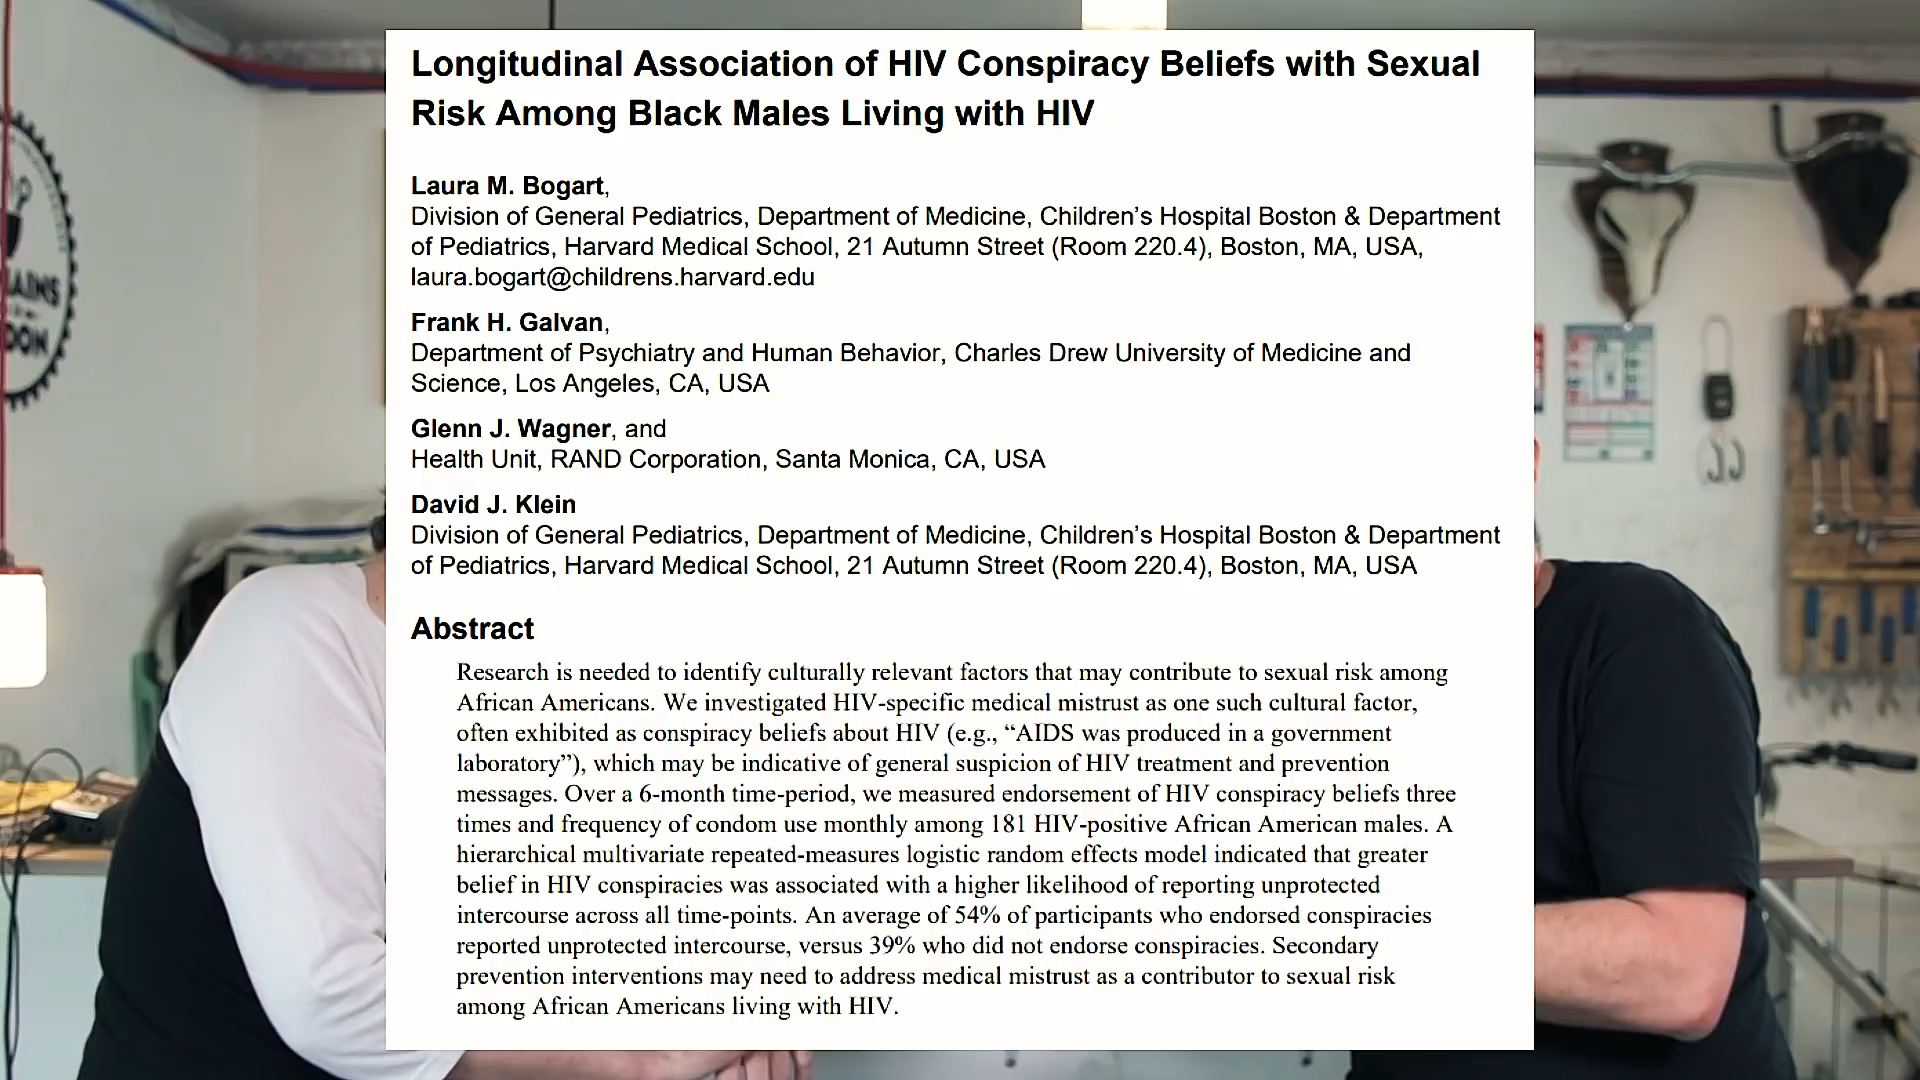 Longitudinal Association of HIV Conspiracy Beliefs with Sexual
Risk Among Black Males Living with HIV
Laura M. Bogart,
Division of General Pediatrics, Department of Medicine, Children’s Hospital Boston & Department
of Pediatrics, Harvard Medical School, 21 Autumn Street (Room 220.4), Boston, MA, USA,
laura.bogart@childrens.harvard.edu
Frank H. Galvan,
Department of Psychiatry and Human Behavior, Charles Drew University of Medicine and
Science, Los Angeles, CA, USA
Glenn J. Wagner, and
Health Unit, RAND Corporation, Santa Monica, CA, USA
David J. Klein
Division of General Pediatrics, Department of Medicine, Children’s Hospital Boston & Department
of Pediatrics, Harvard Medical School, 21 Autumn Street (Room 220.4), Boston, MA, USA
Abstract
Research is needed to identify culturally relevant factors that may contribute to sexual risk among
African Americans. We investigated HIV-specific medical mistrust as one such cultural factor,
often exhibited as conspiracy beliefs about HIV (e.g., “AIDS was produced in a government
laboratory”), which may be indicative of general suspicion of HIV treatment and prevention
messages. Over a 6-month time-period, we measured endorsement of HIV conspiracy beliefs three
times and frequency of condom use monthly among 181 HIV-positive African American males. A
hierarchical multivariate repeated-measures logistic random effects model indicated that greater
belief in HIV conspiracies was associated with a higher likelihood of reporting unprotected
intercourse across all time-points. An average of 54% of participants who endorsed conspiracies
reported unprotected intercourse, versus 39% who did not endorse conspiracies. Secondary
prevention interventions may need to address medical mistrust as a contributor to sexual risk
among African Americans living with HIV.